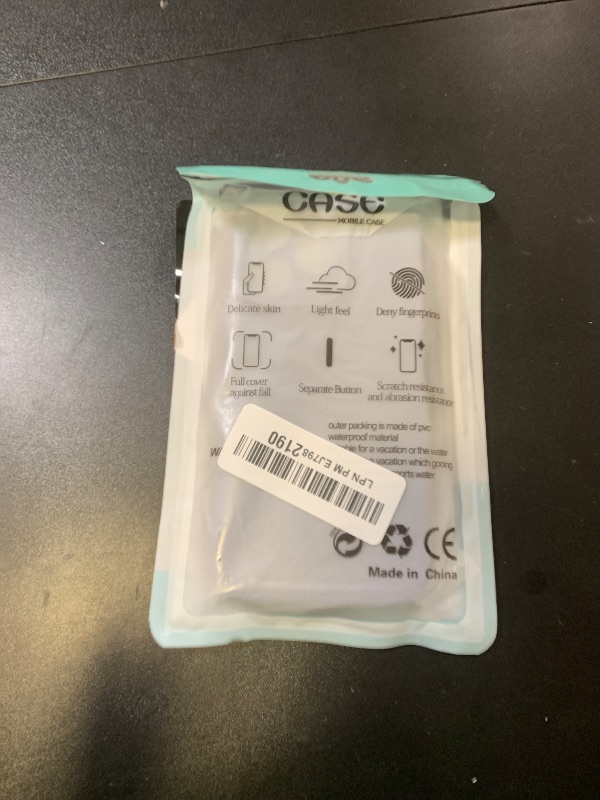 CASE
MOBILE CASE
Delicate skin
Light feel
Deny fingerprints
Full cover
against fall
Separate Button
Scratch resistance
and abrasion resistance
outer packing is made of pvc
waterproof material
for a vacation or the water
a vacation which goong
water
LPN PM EJ7982190
CE
Made in China